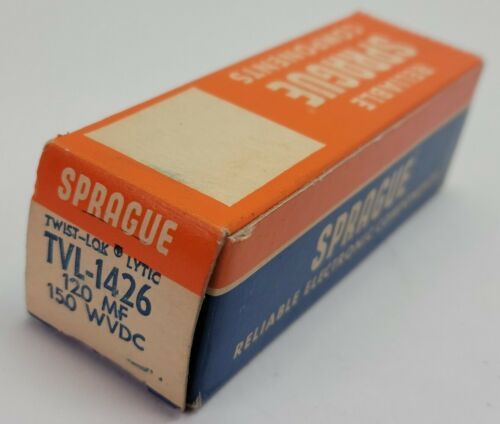 SPRAGUE
TWIST-LOK ® LYTIC
TVL-1426
120 MF
150 WVDC
RELIABLE
SPRAGUE
COMPONENTS
SPRAGUE
RELIABLE ELECTRONIC COMPONENTS